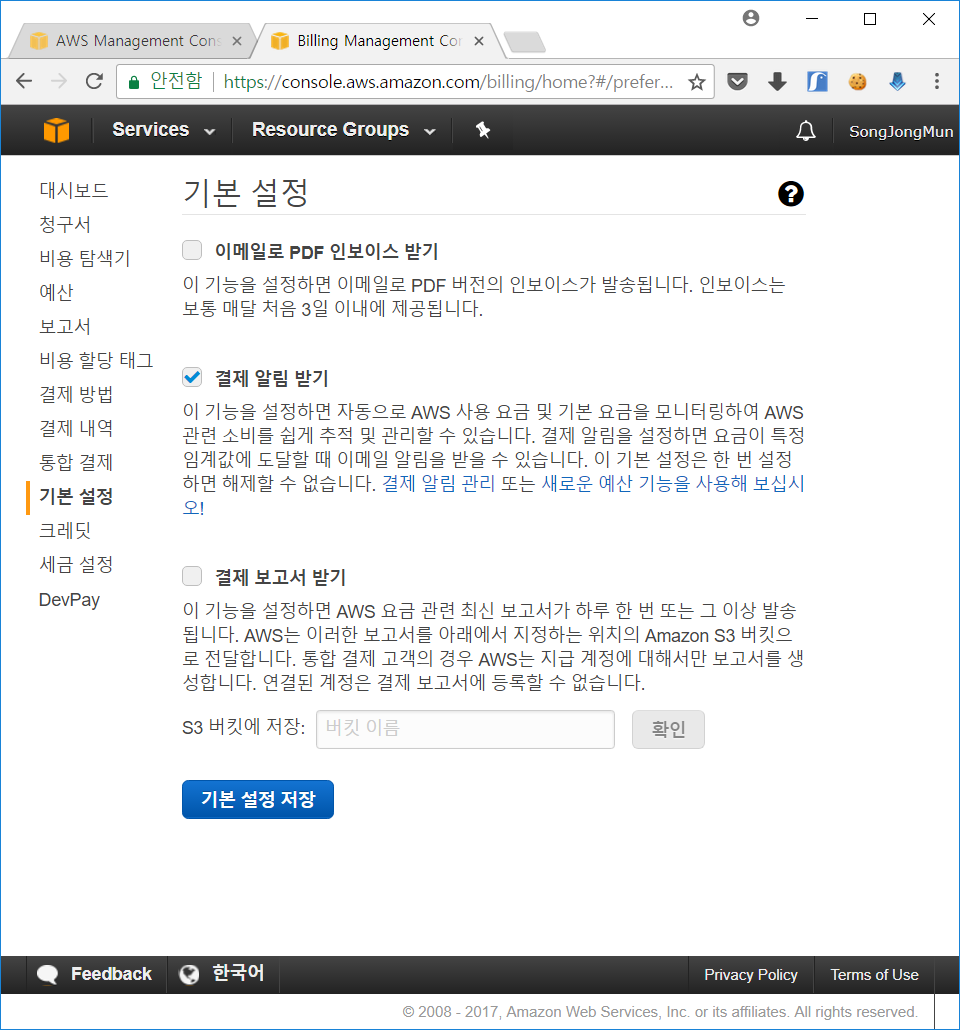 AWS Management Cons
Billing Management Con
안전함
https://console.aws.amazon.com/billing/home?#/prefer...
Services
Resource Groups
SongJongMun
대시보드
청구서
비용 탐색기
예산
보고서
비용 할당 태그
결제 방법
결제 내역
통합 결제
기본 설정
크레딧
세금 설정
DevPay
기본 설정
?
이메일로 PDF 인보이스 받기
이 기능을 설정하면 이메일로 PDF 버전의 인보이스가 발송됩니다. 인보이스는
보통 매달 처음 3일 이내에 제공됩니다.
결제 알림 받기
이 기능을 설정하면 자동으로 AWS 사용 요금 및 기본 요금을 모니터링하여 AWS
관련 소비를 쉽게 추적 및 관리할 수 있습니다. 결제 알림을 설정하면 요금이 특정
임계값에 도달할 때 이메일 알림을 받을 수 있습니다. 이 기본 설정은 한 번 설정
하면 해제할 수 없습니다. 결제 알림 관리 또는 새로운 예산 기능을 사용해 보십시
오!
결제 보고서 받기
이 기능을 설정하면 AWS 요금 관련 최신 보고서가 하루 한 번 또는 그 이상 발송
됩니다. AWS는 이러한 보고서를 아래에서 지정하는 위치의 Amazon S3 버킷으
로 전달합니다. 통합 결제 고객의 경우 AWS는 지급 계정에 대해서만 보고서를 생
성합니다. 연결된 계정은 결제 보고서에 등록할 수 없습니다.
S3 버킷에 저장: 버킷 이름 확인
기본 설정 저장
Feedback
한국어
Privacy Policy
Terms of Use
© 2008 - 2017, Amazon Web Services, Inc. or its affiliates. All rights reserved.